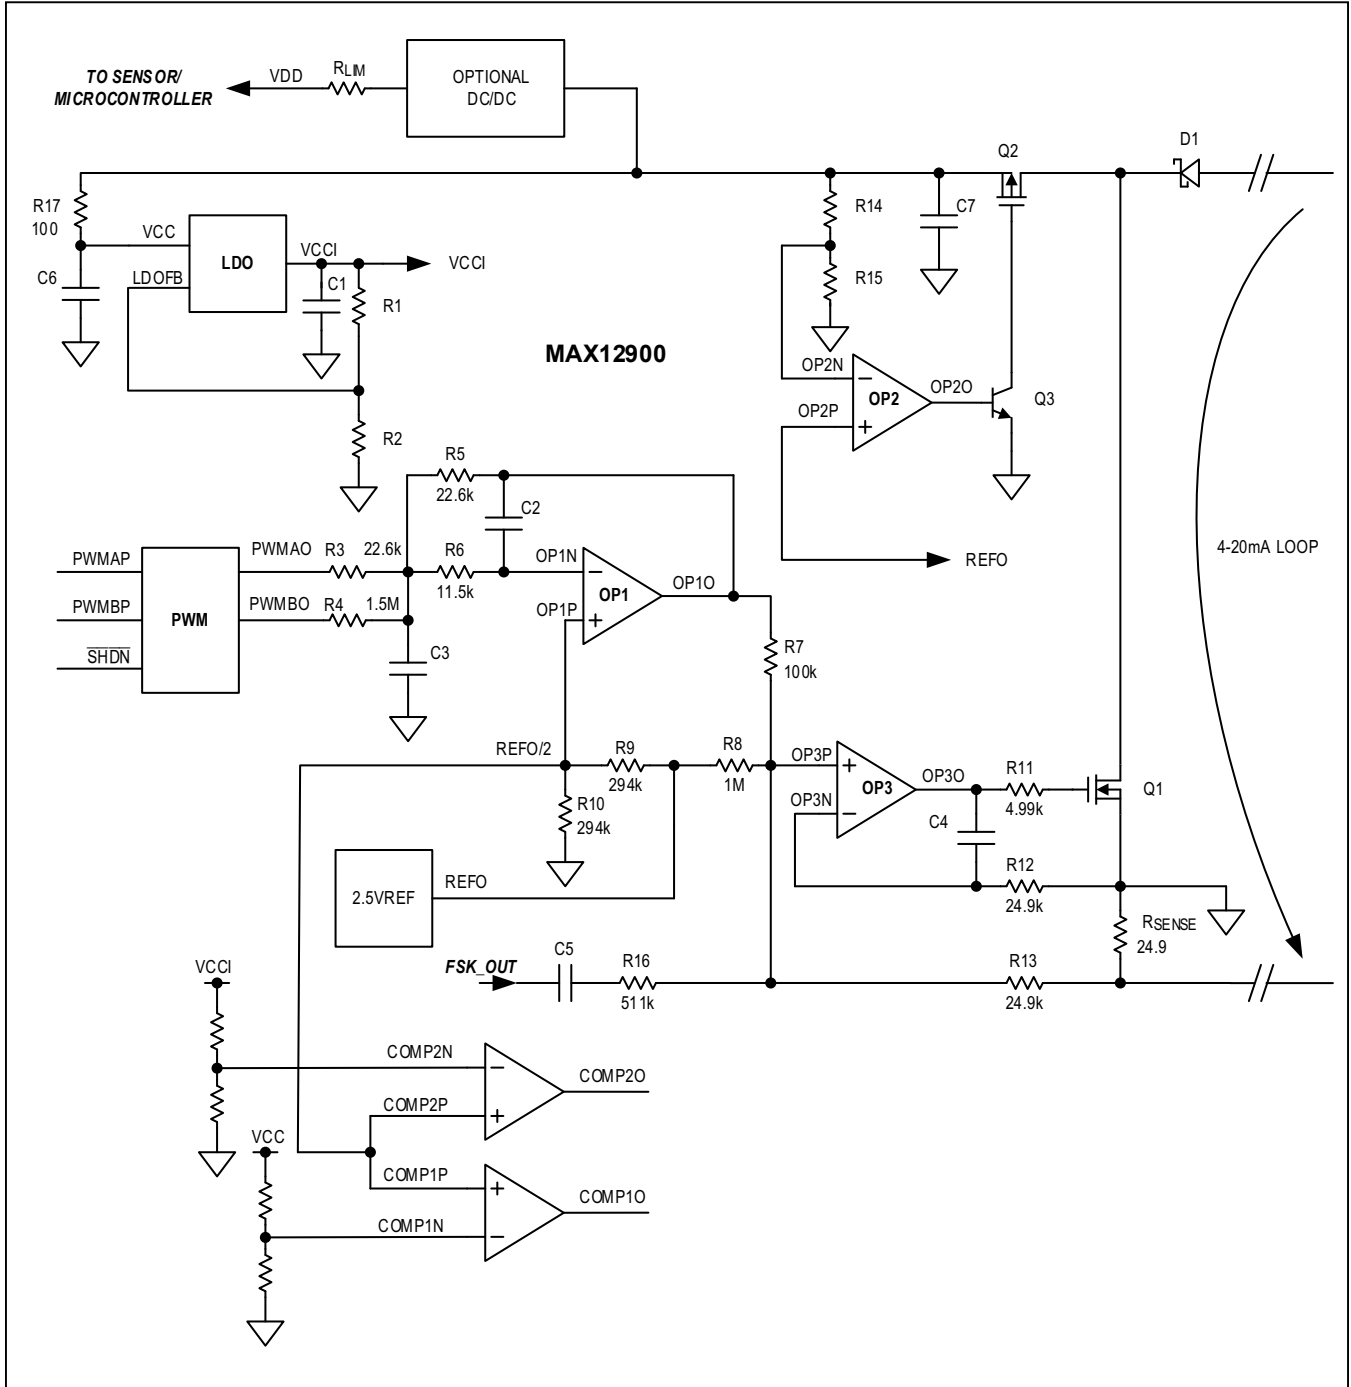 TO SENSOR/
MICROCONTROLLER
VDD
RLIM
OPTIONAL
DC/DC
D1
Q2
R17
100
VCC
LDO
VCCI
VCCI
LDOFB
C6
C1
R1
R2
R14
R15
C7
MAX12900
OP2N
OP2P
OP2
OP2O
Q3
REFO
4-20mA LOOP
R5
22.6k
C2
PWMAP
PWMBP
SHDN
PWM
PWMAO
R3
22.6k
R6
11.5k
PWMBO
R4
1.5M
C3
OP1N
OP1P
OP1
OP1O
R7
100k
REFO/2
R9
294k
R8
1M
R10
294k
OP3P
OP3N
OP3
OP3O
R11
4.99k
Q1
C4
R12
24.9k
RSENSE
24.9
2.5VREF
REFO
FSK_OUT
C5
R16
511k
R13
24.9k
VCCI
COMP2N
COMP2P
COMP2O
VCC
COMP1P
COMP1N
COMP1O